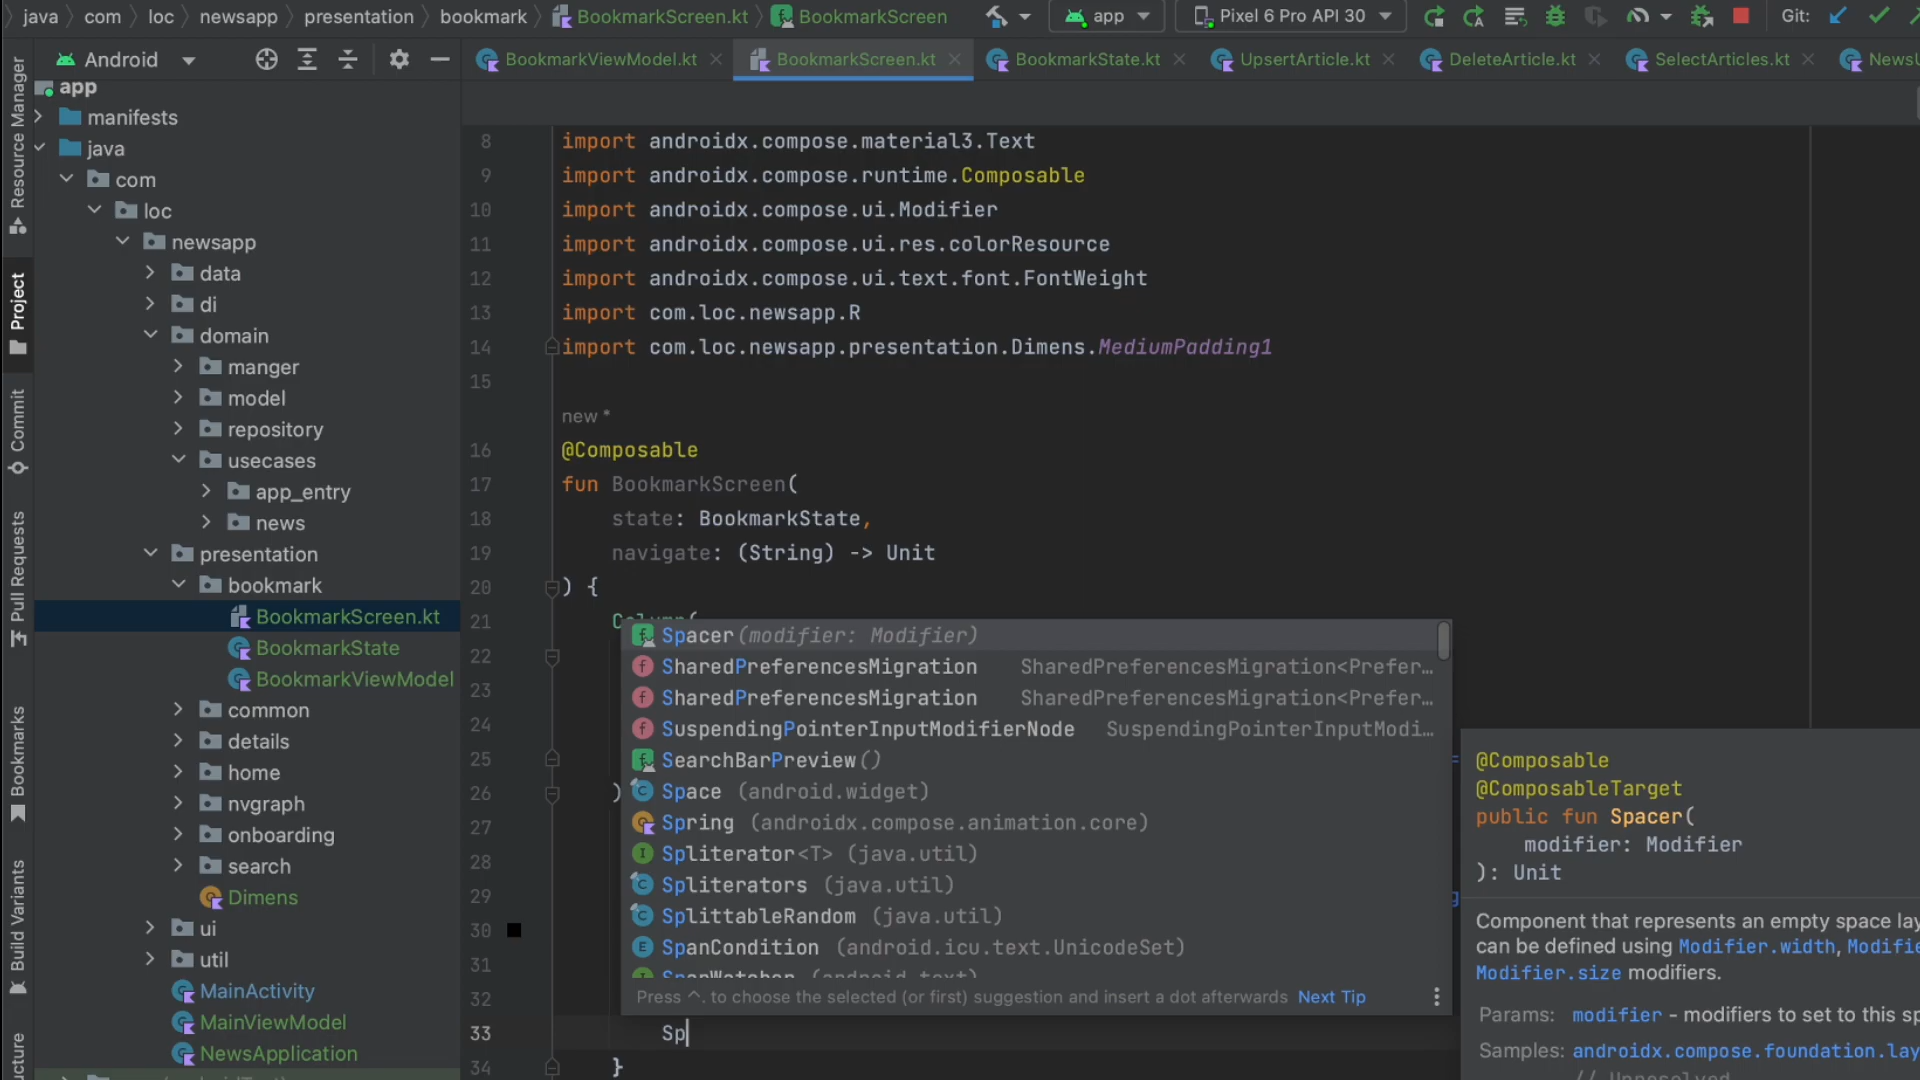 java com loc newsapp presentation bookmark BookmarkScreen.kt BookmarkScreen app Pixel 6 Pro API 30 Git:
Android BookmarkViewModel.kt BookmarkScreen.kt BookmarkState.kt UpsertArticle.kt DeleteArticle.kt SelectArticles.kt
Resource Manager
Project
Commit
Pull Requests
Bookmarks
Build Variants
app
manifests
java
com
loc
newsapp
data
di
domain
manger
model
repository
usecases
app_entry
news
presentation
bookmark
BookmarkScreen.kt
BookmarkState
BookmarkViewModel
common
details
home
nvgraph
onboarding
search
Dimens
ui
util
MainActivity
MainViewModel
NewsApplication
8 import androidx.compose.material3.Text
9 import androidx.compose.runtime.Composable
10 import androidx.compose.ui.Modifier
11 import androidx.compose.ui.res.colorResource
12 import androidx.compose.ui.text.font.FontWeight
13 import com.loc.newsapp.R
14 import com.loc.newsapp.presentation.Dimens.MediumPadding1
15
new *
16 @Composable
17 fun BookmarkScreen(
18 state: BookmarkState,
19 navigate: (String) -> Unit
20 ) {
21 Column(
22
23
24
25
26 )
27
28
29
30
31
32
33 Sp
34 }
Spacer(modifier: Modifier)
SharedPreferencesMigration SharedPreferencesMigration<Prefer…
SharedPreferencesMigration SharedPreferencesMigration<Prefer…
SuspendingPointerInputModifierNode SuspendingPointerInputModi…
SearchBarPreview()
Space (android.widget)
Spring (androidx.compose.animation.core)
Spliterator<T> (java.util)
Spliterators (java.util)
SplittableRandom (java.util)
SpanCondition (android.icu.text.UnicodeSet)
Press ^. to choose the selected (or first) suggestion and insert a dot afterwards Next Tip
@Composable
@ComposableTarget
public fun Spacer(
modifier: Modifier
): Unit
Component that represents an empty space lay
can be defined using Modifier.width, Modifie
Modifier.size modifiers.
Params: modifier - modifiers to set to this sp
Samples: androidx.compose.foundation.lay